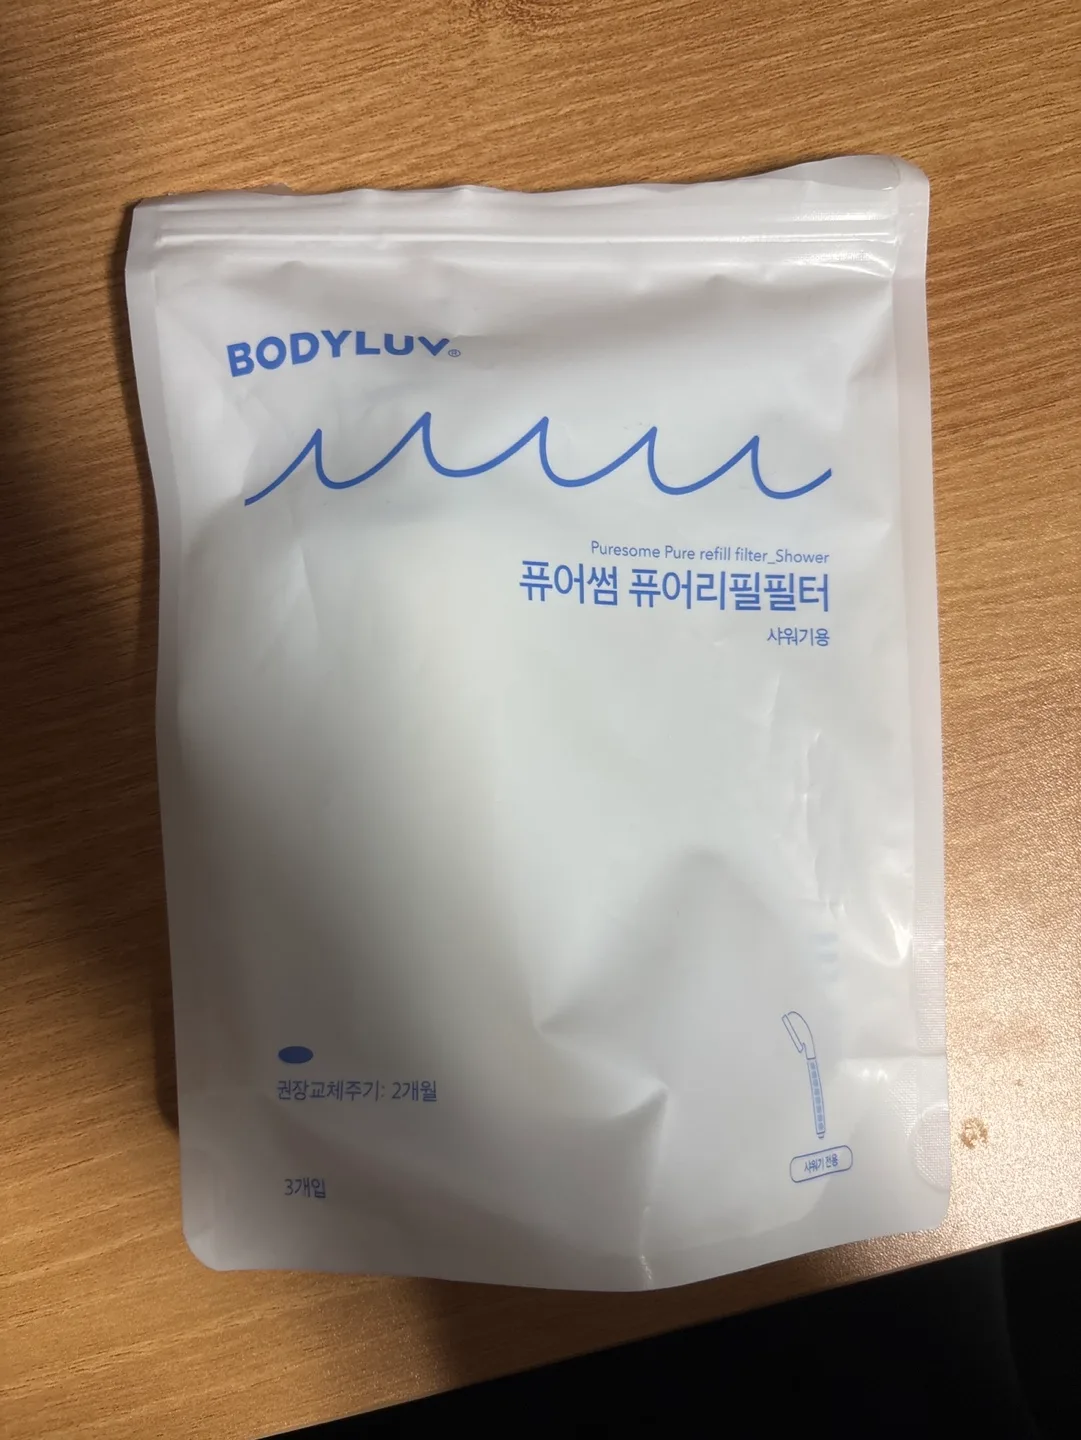 BODYLUV®
Puresome Pure refill filter_Shower
퓨어썸 퓨어리필필터
샤워기용
권장교체주기: 2개월
3개입
샤워기 전용